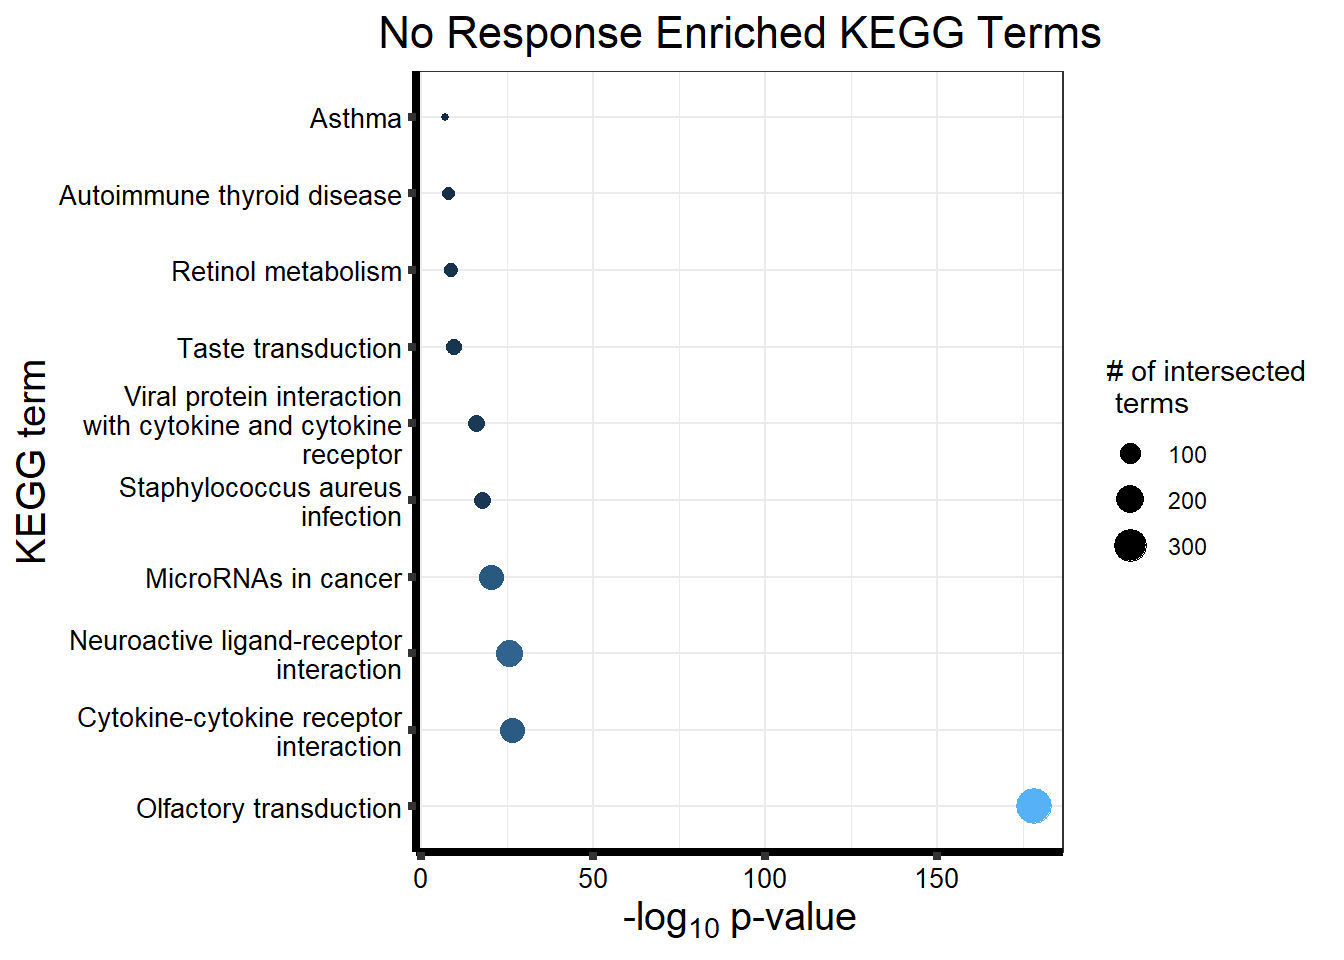 No Response Enriched KEGG Terms
KEGG term
Asthma
Autoimmune thyroid disease
Retinol metabolism
Taste transduction
Viral protein interaction
with cytokine and cytokine
receptor
Staphylococcus aureus
infection
MicroRNAs in cancer
Neuroactive ligand-receptor
interaction
Cytokine-cytokine receptor
interaction
Olfactory transduction
0 50 100 150
-log10 p-value
# of intersected
terms
100
200
300